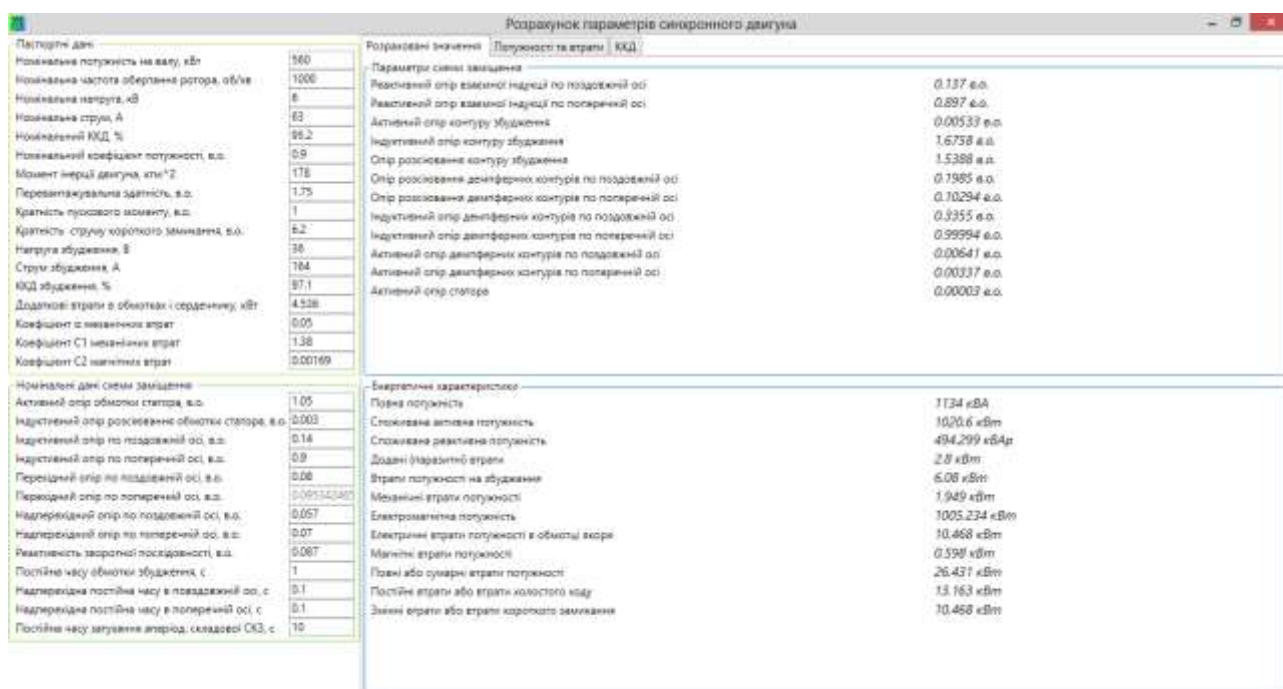 Розрахунок параметрів синхронного двигуна
Паспортні дані
Номінальна потужність на валу, кВт 560
Номінальна частота обертання ротора, об/хв 1000
Номінальна напруга, кВ 6
Номінальна струм, А 63
Номінальний ККД, % 96.2
Номінальний коефіцієнт потужності, в.о. 0.9
Момент інерції двигуна, кгм^2 178
Перевантажувальна здатність, в.о. 1.75
Кратність пускового моменту, в.о. 1
Кратність струму короткого замикання, в.о. 6.2
Напруга збудження, В 36
Струм збудження, А 164
ККД збудження, % 97.1
Додаткові втрати в обмотках і сердечнику, кВт 4.536
Коефіцієнт α механічних втрат 0.05
Коефіцієнт С1 механічних втрат 1.38
Коефіцієнт С2 магнітних втрат 0.00169
Номінальні дані схеми заміщення
Активний опір обмотки статора, в.о. 1.05
Індуктивний опір розсіювання обмотки статора, в.о. 0.003
Індуктивний опір по поздовжній осі, в.о. 0.14
Індуктивний опір по поперечній осі, в.о. 0.9
Перехідний опір по поздовжній осі, в.о. 0.08
Перехідний опір по поперечній осі, в.о.
Надперехідний опір по поздовжній осі, в.о. 0.057
Надперехідний опір по поперечній осі, в.о. 0.07
Реактивність зворотної послідовності, в.о. 0.087
Постійна часу обмотки збудження, с 1
Надперехідна постійна часу в повздовжній осі, с 0.1
Надперехідна постійна часу в поперечній осі, с 0.1
Постійна часу затухання аперіод. складової СКЗ, с 10
Розраховані значення Потужності та втрати ККД
Параметри схеми заміщення
Реактивний опір взаємної індукції по поздовжній осі 0.137 в.о.
Реактивний опір взаємної індукції по поперечній осі 0.897 в.о.
Активний опір контуру збудження 0.00533 в.о.
Індуктивний опір контуру збудження 1.6758 в.о.
Опір розсіювання контуру збудження 1.5388 в.о.
Опір розсіювання демпферних контурів по поздовжній осі 0.1985 в.о.
Опір розсіювання демпферних контурів по поперечній осі 0.10294 в.о.
Індуктивний опір демпферних контурів по поздовжній осі 0.3355 в.о.
Індуктивний опір демпферних контурів по поперечній осі 0.99994 в.о.
Активний опір демпферних контурів по поздовжній осі 0.00641 в.о.
Активний опір демпферних контурів по поперечній осі 0.00337 в.о.
Активний опір статора 0.00003 в.о.
Енергетичні характеристики
Повна потужність 1134 кВА
Споживана активна потужність 1020.6 кВт
Споживана реактивна потужність 494.299 кВАр
Додані (паразитні) втрати 2.8 кВт
Втрати потужності на збудження 6.08 кВт
Механічні втрати потужності 1.949 кВт
Електромагнітна потужність 1005.234 кВт
Електричні втрати потужності в обмотці якоря 10.468 кВт
Магнітні втрати потужності 0.598 кВт
Повні або сумарні втрати потужності 26.431 кВт
Постійні втрати або втрати холостого ходу 13.163 кВт
Змінні втрати або втрати короткого замикання 10.468 кВт